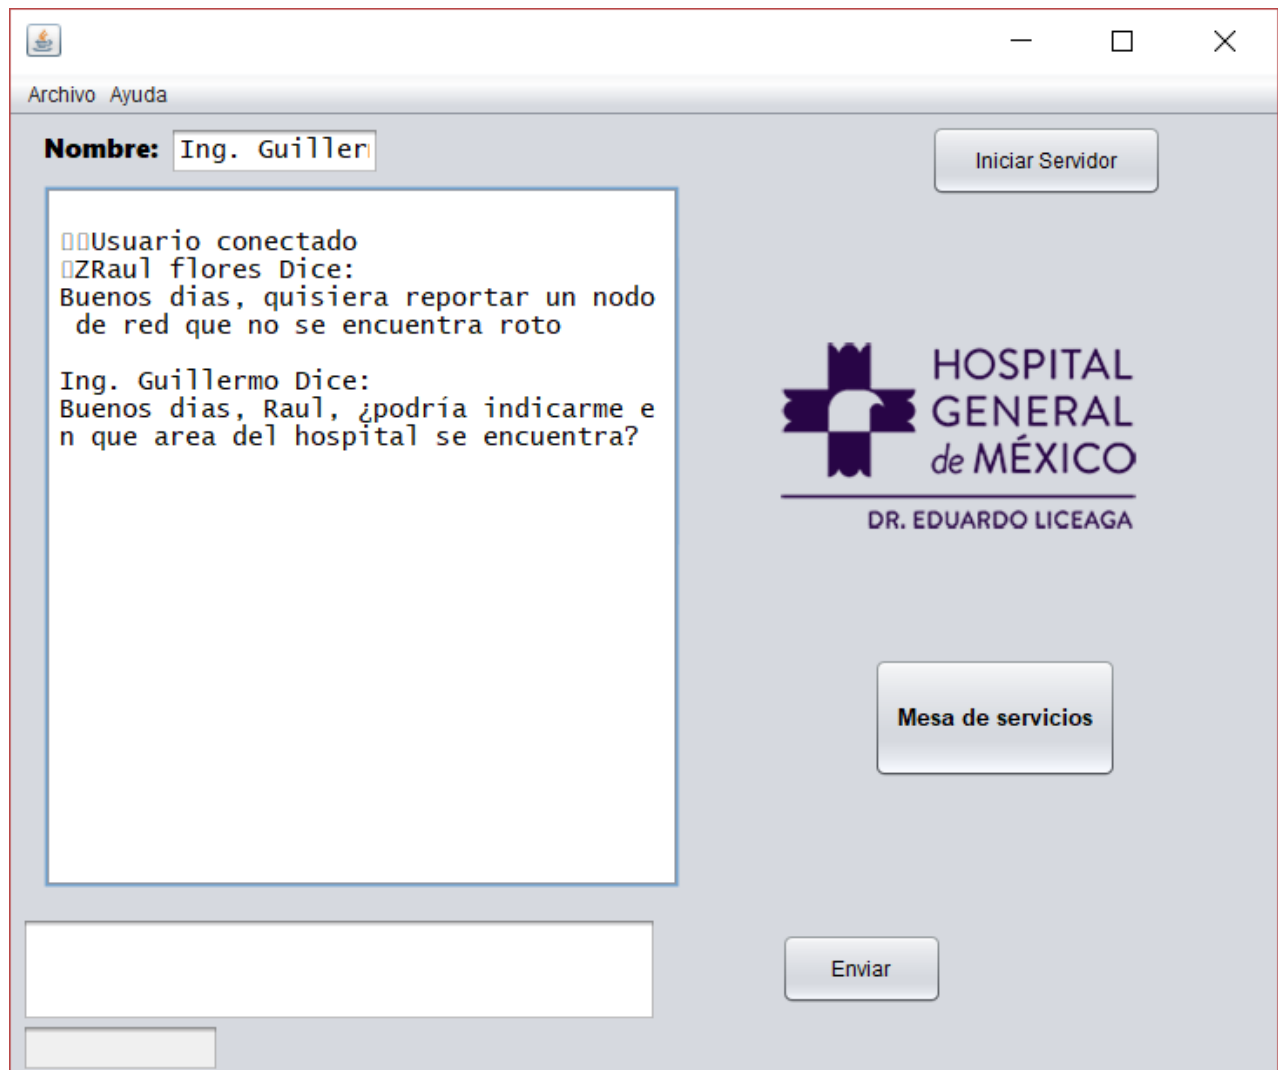 Archivo Ayuda
Nombre: Ing. Guiller
Iniciar Servidor
▯▯Usuario conectado
▯ZRaul flores Dice:
Buenos dias, quisiera reportar un nodo
de red que no se encuentra roto
Ing. Guillermo Dice:
Buenos dias, Raul, ¿podría indicarme e
n que area del hospital se encuentra?
HOSPITAL
GENERAL
de MÉXICO
DR. EDUARDO LICEAGA
Mesa de servicios
Enviar